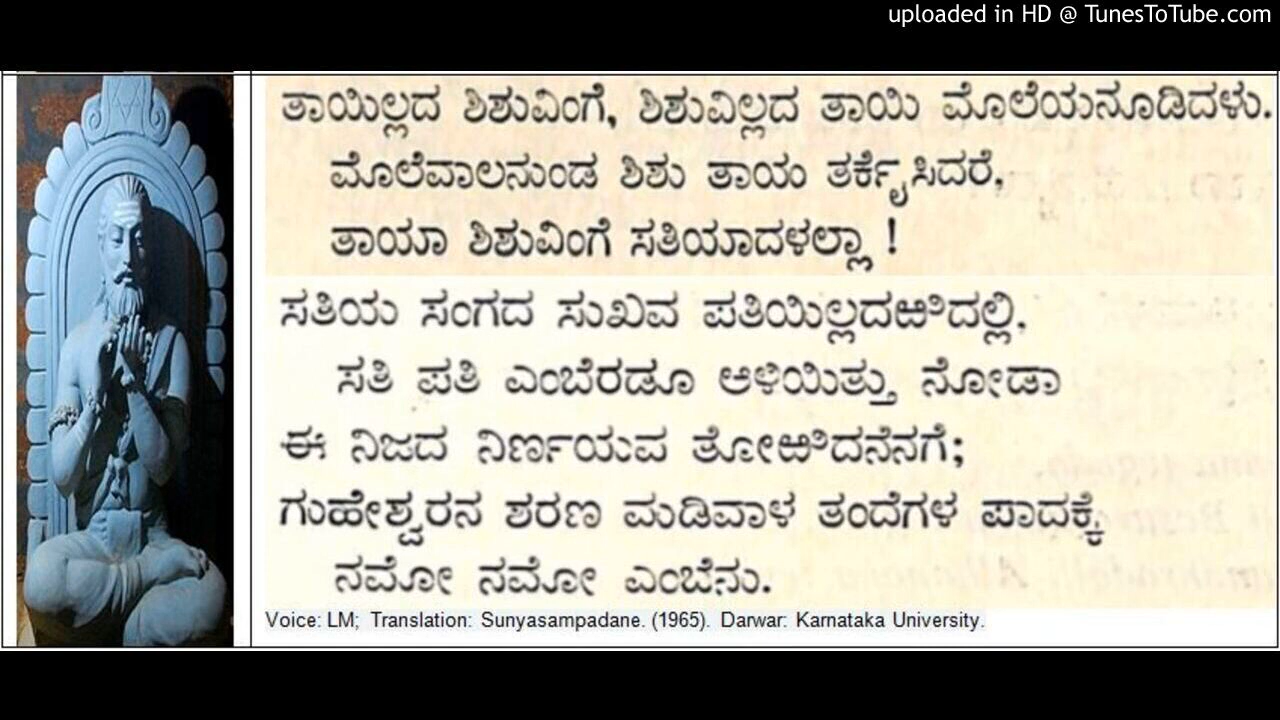 uploaded in HD @ TunesToTube.com
ತಾಯಿಲ್ಲದ ಶಿಶುವಿಂಗೆ, ಶಿಶುವಿಲ್ಲದ ತಾಯಿ ಮೊಲೆಯನೂಡಿದಳು.
ಮೊಲೆವಾಲನುಂಡ ಶಿಶು ತಾಯಂ ತರ್ಕೈಸಿದರೆ,
ತಾಯಾ ಶಿಶುವಿಂಗೆ ಸತಿಯಾದಳಲ್ಲಾ !
ಸತಿಯ ಸಂಗದ ಸುಖವ ಪತಿಯಿಲ್ಲದಱಿದಲ್ಲಿ,
ಸತಿ ಪತಿ ಎಂಬೆರಡೂ ಅಳಿಯಿತ್ತು ನೋಡಾ
ಈ ನಿಜದ ನಿರ್ಣಯವ ತೋಱಿದನೆನಗೆ;
ಗುಹೇಶ್ವರನ ಶರಣ ಮಡಿವಾಳ ತಂದೆಗಳ ಪಾದಕ್ಕೆ
ನಮೋ ನಮೋ ಎಂಬೆನು.
Voice: LM; Translation: Sunyasampadane. (1965). Darwar: Karnataka University.